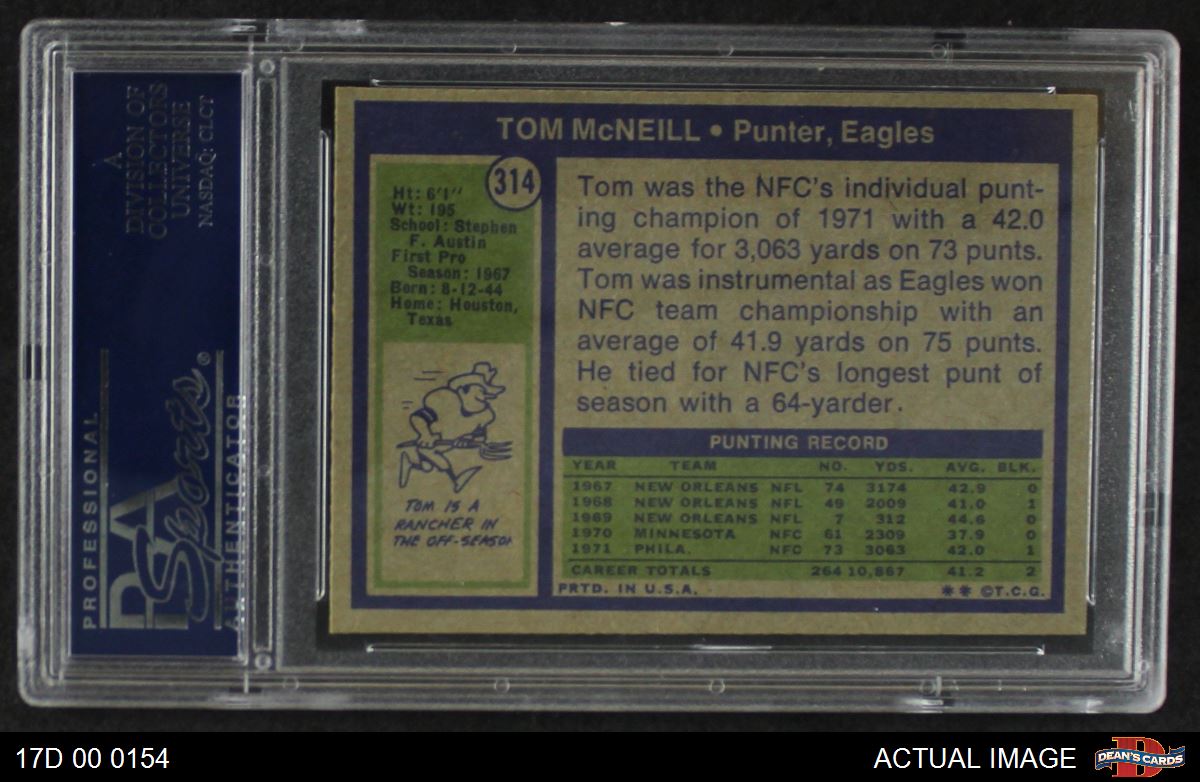 A
DIVISION OF
COLLECTORS
UNIVERSE
NASDAQ: CLCT
PROFESSIONAL
PSA
Sports®
AUTHENTICATOR
TOM McNEILL • Punter, Eagles
314
Ht: 6'1"
Wt: 195
School: Stephen
F. Austin
First Pro
Season: 1967
Born: 8-12-44
Home: Houston,
Texas
TOM IS A
RANCHER IN
THE OFF-SEASON
Tom was the NFC's individual punt-
ing champion of 1971 with a 42.0
average for 3,063 yards on 73 punts.
Tom was instrumental as Eagles won
NFC team championship with an
average of 41.9 yards on 75 punts.
He tied for NFC's longest punt of
season with a 64-yarder.
PUNTING RECORD
YEAR TEAM NO. YDS. AVG. BLK.
1967 NEW ORLEANS NFL 74 3174 42.9 0
1968 NEW ORLEANS NFL 49 2009 41.0 1
1969 NEW ORLEANS NFL 7 312 44.6 0
1970 MINNESOTA NFC 61 2309 37.9 0
1971 PHILA. NFC 73 3063 42.0 1
CAREER TOTALS 264 10,867 41.2 2
PRTD. IN U.S.A. ** ©T.C.G.
17D 00 0154
ACTUAL IMAGE
DEAN'S CARDS